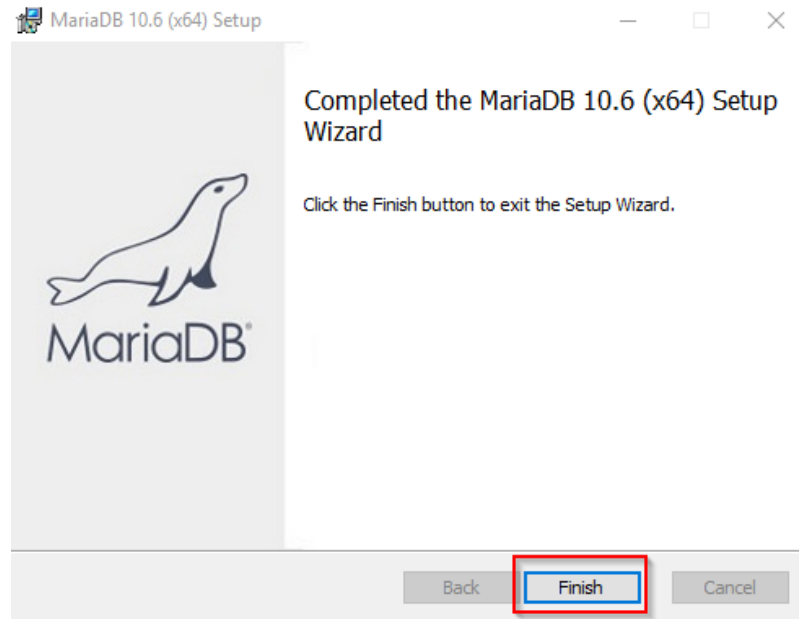 MariaDB 10.6 (x64) Setup
Completed the MariaDB 10.6 (x64) Setup
Wizard
Click the Finish button to exit the Setup Wizard.
MariaDB®
Back
Finish
Cancel